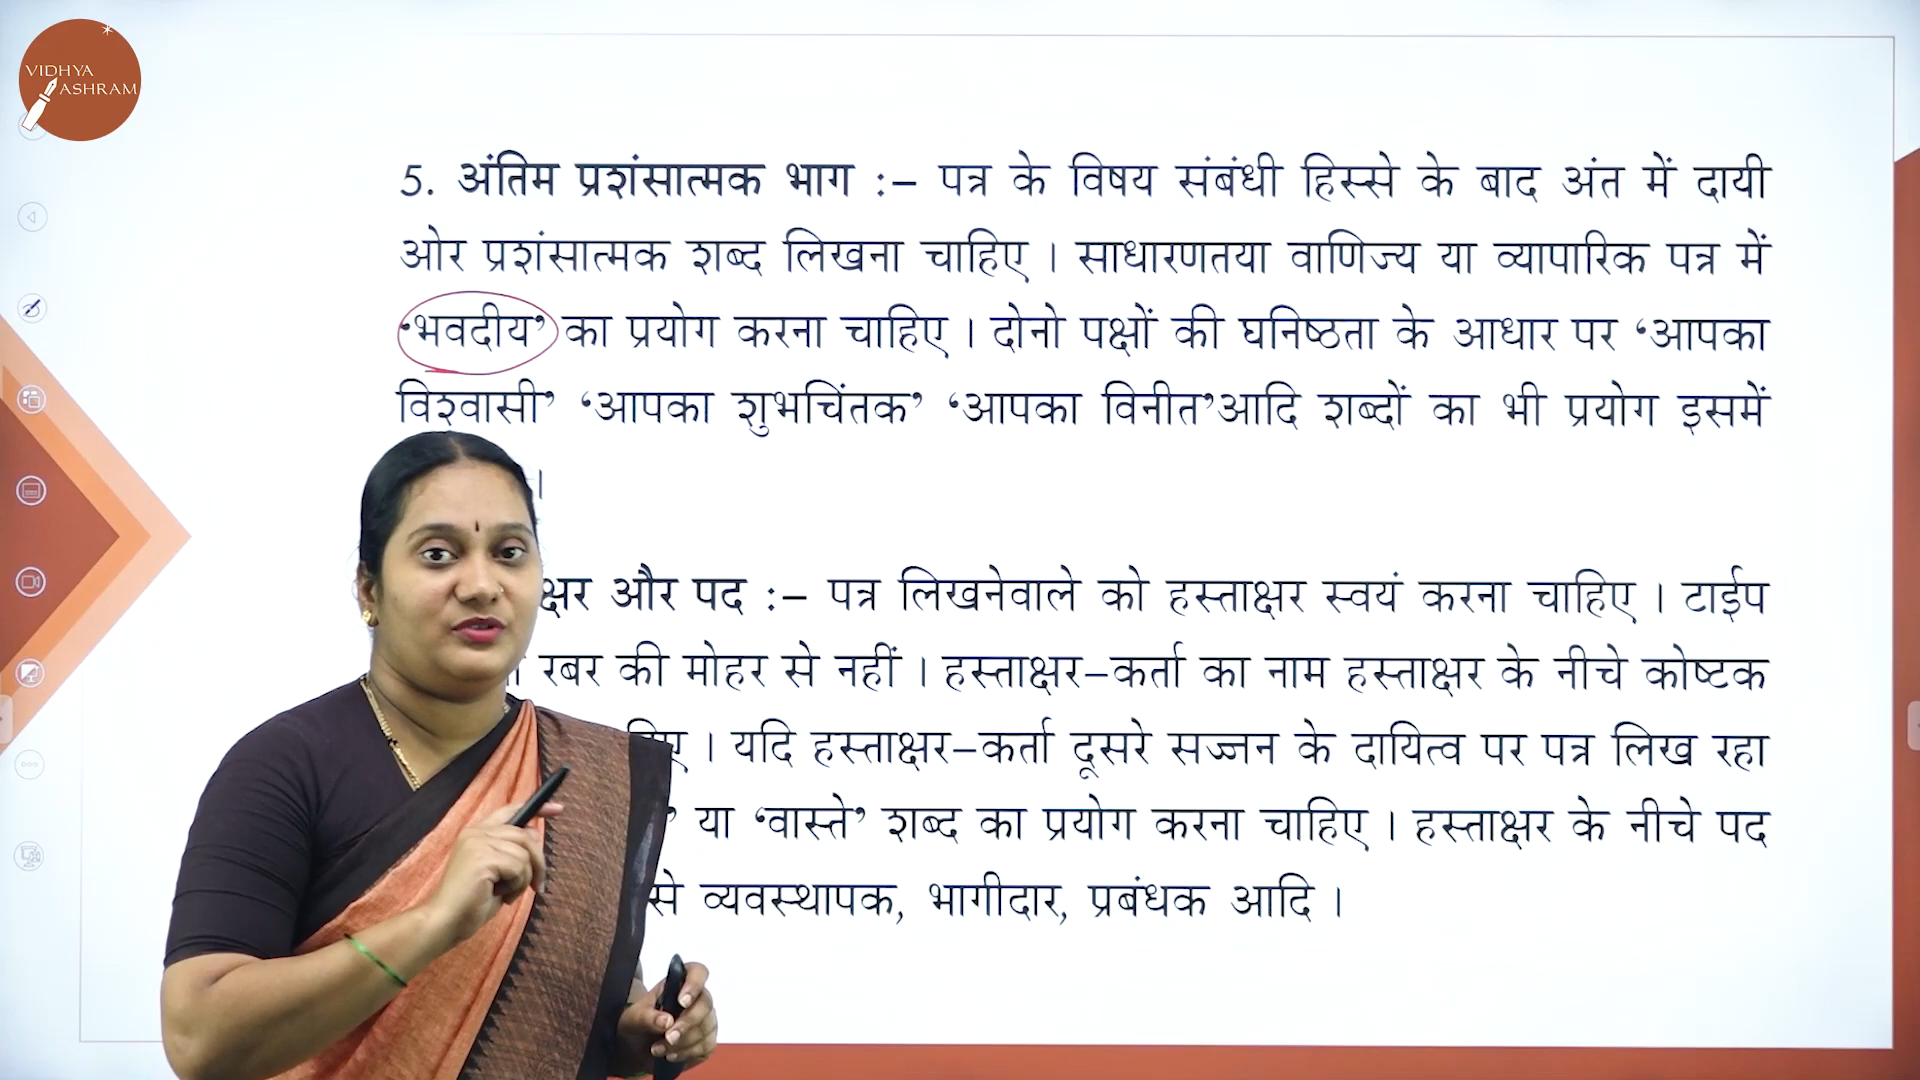 VIDHYA
ASHRAM
5. अंतिम प्रशंसात्मक भाग :– पत्र के विषय संबंधी हिस्से के बाद अंत में दायी
ओर प्रशंसात्मक शब्द लिखना चाहिए । साधारणतया वाणिज्य या व्यापारिक पत्र में
‘भवदीय’ का प्रयोग करना चाहिए । दोनो पक्षों की घनिष्ठता के आधार पर ‘आपका
विश्वासी’ ‘आपका शुभचिंतक’ ‘आपका विनीत’आदि शब्दों का भी प्रयोग इसमें
।
क्षर और पद :– पत्र लिखनेवाले को हस्ताक्षर स्वयं करना चाहिए । टाईप
रबर की मोहर से नहीं । हस्ताक्षर–कर्ता का नाम हस्ताक्षर के नीचे कोष्टक
। यदि हस्ताक्षर–कर्ता दूसरे सज्जन के दायित्व पर पत्र लिख रहा
’ या ‘वास्ते’ शब्द का प्रयोग करना चाहिए । हस्ताक्षर के नीचे पद
से व्यवस्थापक, भागीदार, प्रबंधक आदि ।